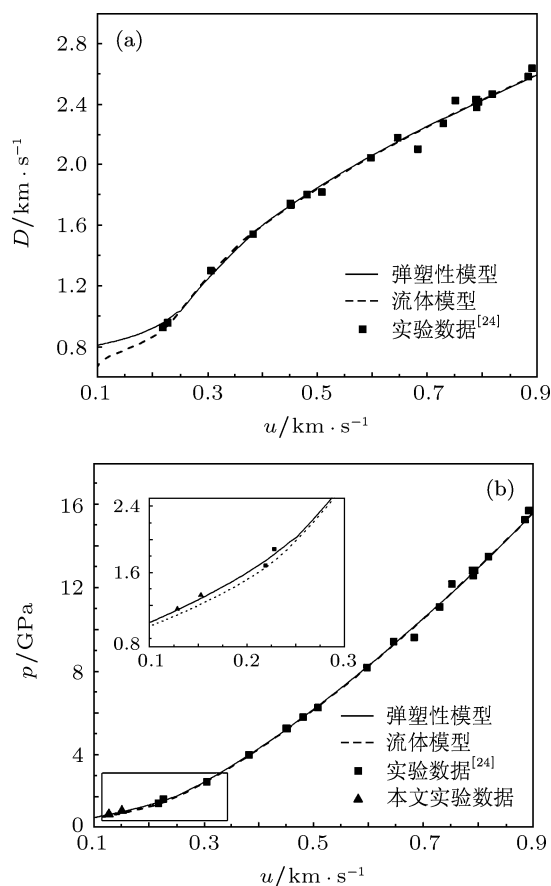 (a)
2.8
2.4
2.0
1.6
1.2
0.8
D/km·s⁻¹
弹塑性模型
流体模型
实验数据[24]
0.1 0.3 0.5 0.7 0.9
u/km·s⁻¹
(b)
16
12
8
4
2
0
p/GPa
2.4
1.6
0.8
0.1 0.2 0.3
弹塑性模型
流体模型
实验数据[24]
本文实验数据
0.1 0.3 0.5 0.7 0.9
u/km·s⁻¹